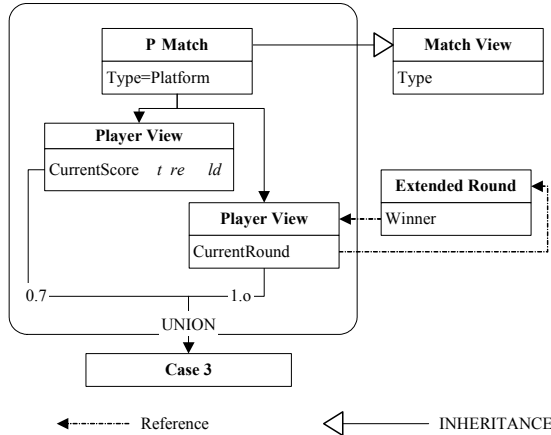 P Match
Type=Platform
Match View
Type
Player View
CurrentScore
Player View
CurrentRound
Extended Round
Winner
0.7
1.o
UNION
Case 3
Reference
INHERITANCE